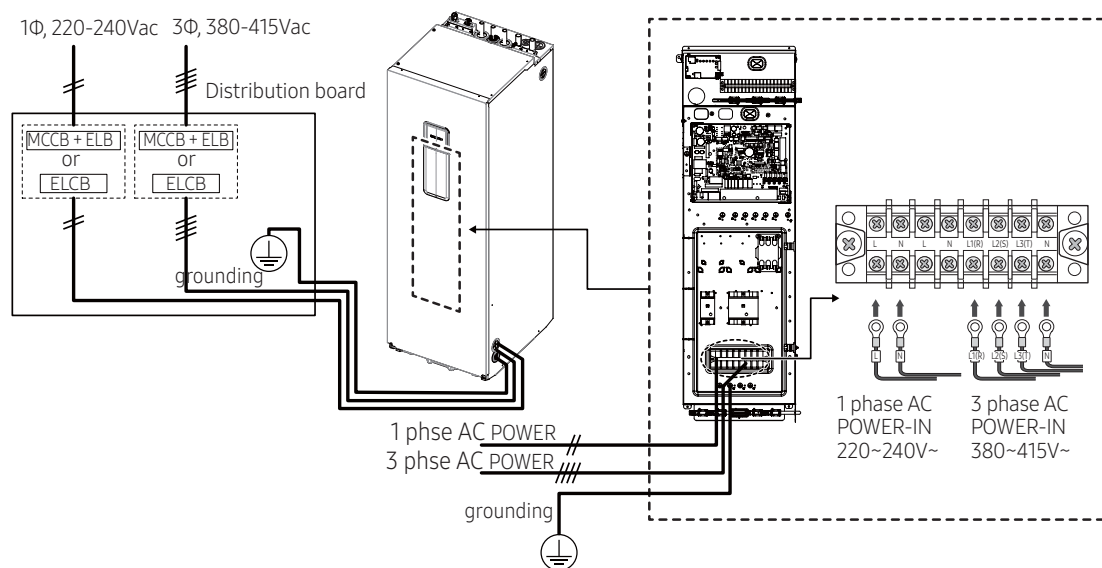 1Φ, 220-240Vac
3Φ, 380-415Vac
Distribution board
MCCB + ELB
or
ELCB
MCCB + ELB
or
ELCB
grounding
L N L N L1(R) L2(S) L3(T) N
L N L1(R) L2(S) L3(T) N
1 phase AC
POWER-IN
220~240V~
3 phase AC
POWER-IN
380~415V~
1 phse AC POWER
3 phse AC POWER
grounding